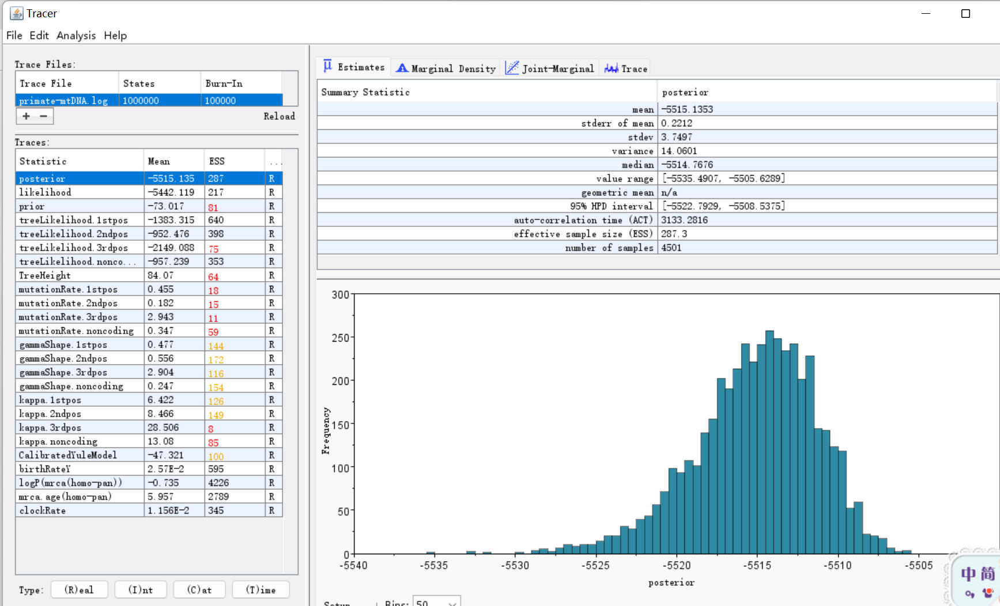 Tracer
File Edit Analysis Help
Trace Files:
Trace File States Burn-In
primate-mtDNA.log 1000000 100000
+ − Reload
Traces:
Statistic Mean ESS ...
posterior -5515.135 287 R
likelihood -5442.119 217 R
prior -73.017 81 R
treeLikelihood.1stpos -1383.315 640 R
treeLikelihood.2ndpos -952.476 398 R
treeLikelihood.3rdpos -2149.088 75 R
treeLikelihood.nonco... -957.239 353 R
TreeHeight 84.07 64 R
mutationRate.1stpos 0.455 18 R
mutationRate.2ndpos 0.182 15 R
mutationRate.3rdpos 2.943 11 R
mutationRate.noncoding 0.347 59 R
gammaShape.1stpos 0.477 144 R
gammaShape.2ndpos 0.556 172 R
gammaShape.3rdpos 2.904 116 R
gammaShape.noncoding 0.247 154 R
kappa.1stpos 6.422 126 R
kappa.2ndpos 8.466 149 R
kappa.3rdpos 28.506 8 R
kappa.noncoding 13.08 85 R
CalibratedYuleModel -47.321 100 R
birthRateY 2.57E-2 595 R
logP(mrca(homo-pan)) -0.735 4226 R
mrca.age(homo-pan) 5.957 2789 R
clockRate 1.156E-2 345 R
Type: (R)eal (I)nt (C)at (T)ime
μ Estimates Marginal Density Joint-Marginal Trace
Summary Statistic posterior
mean -5515.1353
stderr of mean 0.2212
stdev 3.7497
variance 14.0601
median -5514.7676
value range [-5535.4907, -5505.6289]
geometric mean n/a
95% HPD interval [-5522.7929, -5508.5375]
auto-correlation time (ACT) 3133.2816
effective sample size (ESS) 287.3
number of samples 4501
300
250
200
150
100
50
0
Frequency
-5540 -5535 -5530 -5525 -5520 -5515 -5510 -5505
posterior
Setup Bins: 50
中 简